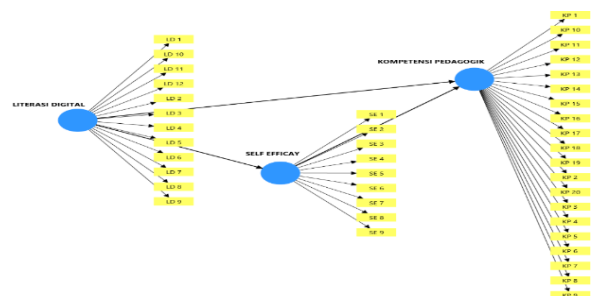 LITERASI DIGITAL
LD 1
LD 10
LD 11
LD 12
LD 2
LD 3
LD 4
LD 5
LD 6
LD 7
LD 8
LD 9
SELF EFFICAY
SE 1
SE 2
SE 3
SE 4
SE 5
SE 6
SE 7
SE 8
SE 9
KOMPETENSI PEDAGOGIK
KP 1
KP 10
KP 11
KP 12
KP 13
KP 14
KP 15
KP 16
KP 17
KP 18
KP 19
KP 2
KP 20
KP 3
KP 4
KP 5
KP 6
KP 7
KP 8
KP 9